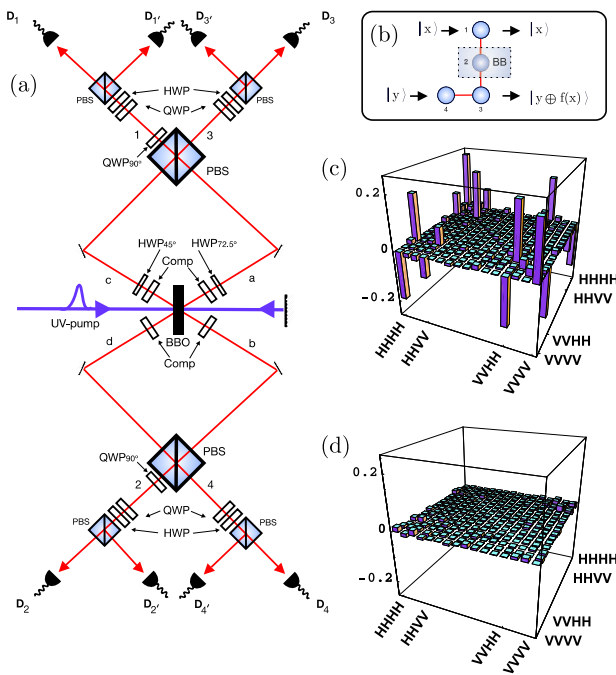 D1 D1′ D3′ D3
(a)
HWP
QWP
PBS PBS
1 3
QWP90°
PBS
HWP45° HWP72.5°
Comp
c a
UV-pump
BBO
d b
Comp
QWP90° PBS
2 4
QWP
PBS PBS
HWP
D2 D2′ D4′ D4
(b)
|x⟩ 1 |x⟩
2 BB
|y⟩ |y ⊕ f(x)⟩
4 3
(c)
0.2
0
-0.2
HHHH
HHVV
VVHH
VVVV
HHHH
HHVV
VVHH
VVVV
(d)
0.2
0
-0.2
HHHH
HHVV
VVHH
VVVV
HHHH
HHVV
VVHH
VVVV